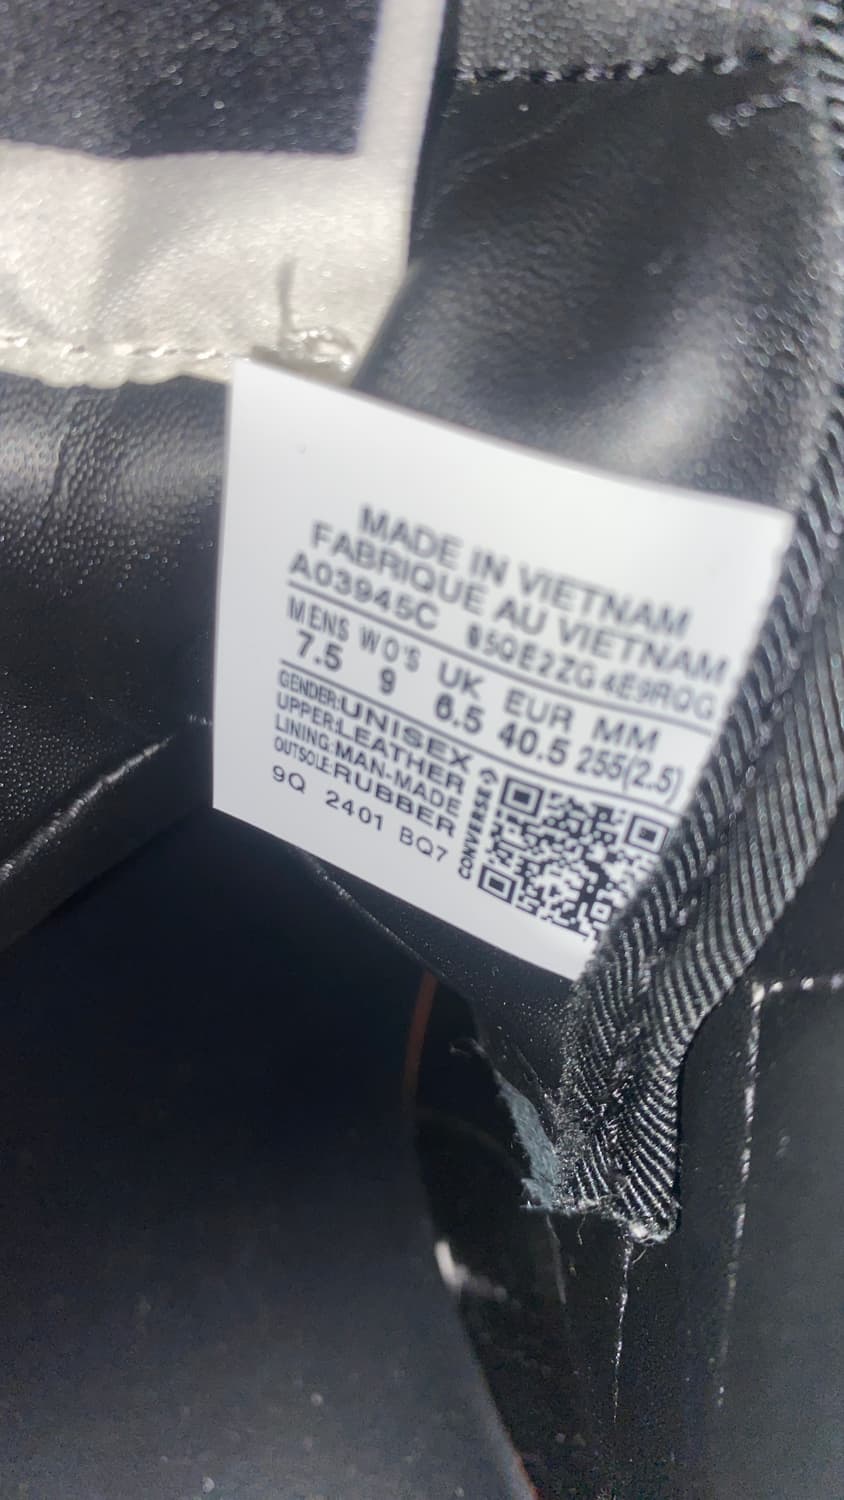 MADE IN VIETNAM
FABRIQUE AU VIETNAM
A03945C
MENS WO'S UK EUR MM
7.5 9 6.5 40.5 255(2.5)
GENDER:UNISEX
UPPER:LEATHER
LINING:MAN-MADE
OUTSOLE:RUBBER
9Q 2401 BQ7
CONVERSE